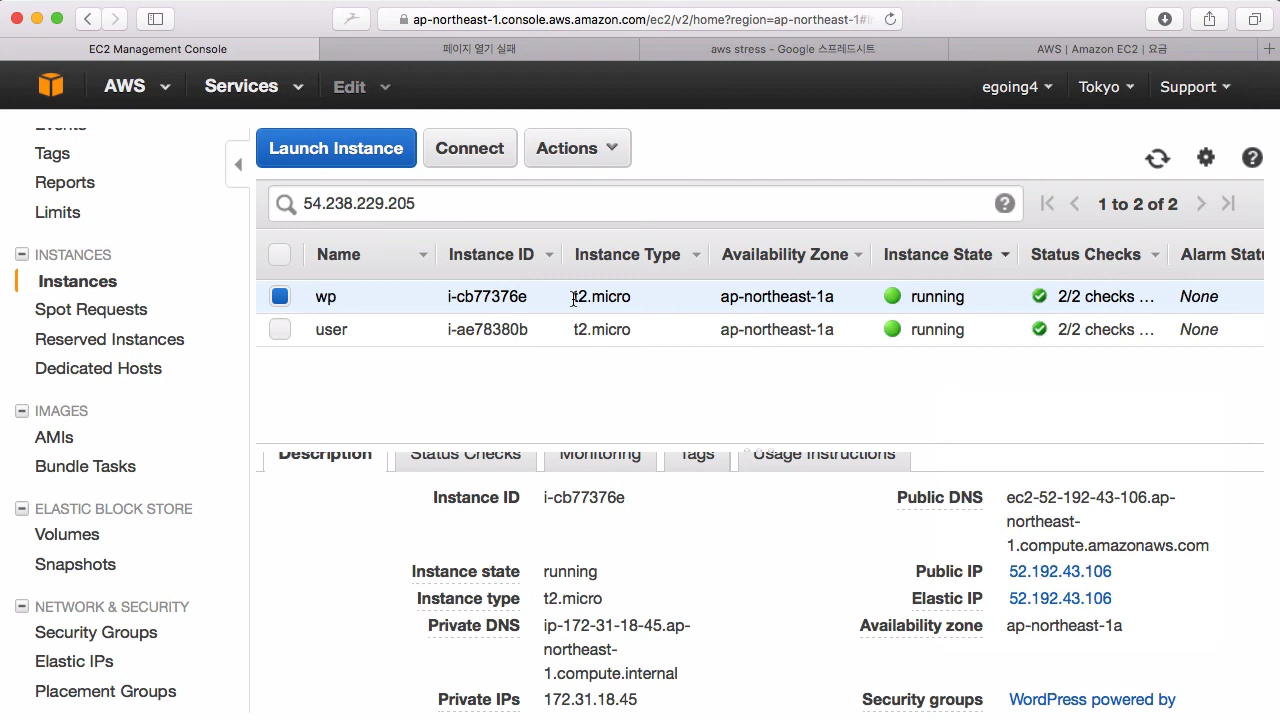 ap-northeast-1.console.aws.amazon.com/ec2/v2/home?region=ap-northeast-1#
EC2 Management Console
페이지 열기 실패
aws stress - Google 스프레드시트
AWS | Amazon EC2 | 요금
AWS
Services
Edit
egoing4
Tokyo
Support
Events
Tags
Reports
Limits
INSTANCES
Instances
Spot Requests
Reserved Instances
Dedicated Hosts
IMAGES
AMIs
Bundle Tasks
ELASTIC BLOCK STORE
Volumes
Snapshots
NETWORK & SECURITY
Security Groups
Elastic IPs
Placement Groups
Launch Instance
Connect
Actions
54.238.229.205
1 to 2 of 2
Name Instance ID Instance Type Availability Zone Instance State Status Checks Alarm Statu
wp i-cb77376e t2.micro ap-northeast-1a running 2/2 checks ... None
user i-ae78380b t2.micro ap-northeast-1a running 2/2 checks ... None
Description Status Checks Monitoring Tags Usage Instructions
Instance ID i-cb77376e
Instance state running
Instance type t2.micro
Private DNS ip-172-31-18-45.ap-
northeast-
1.compute.internal
Private IPs 172.31.18.45
Public DNS ec2-52-192-43-106.ap-
northeast-
1.compute.amazonaws.com
Public IP 52.192.43.106
Elastic IP 52.192.43.106
Availability zone ap-northeast-1a
Security groups WordPress powered by